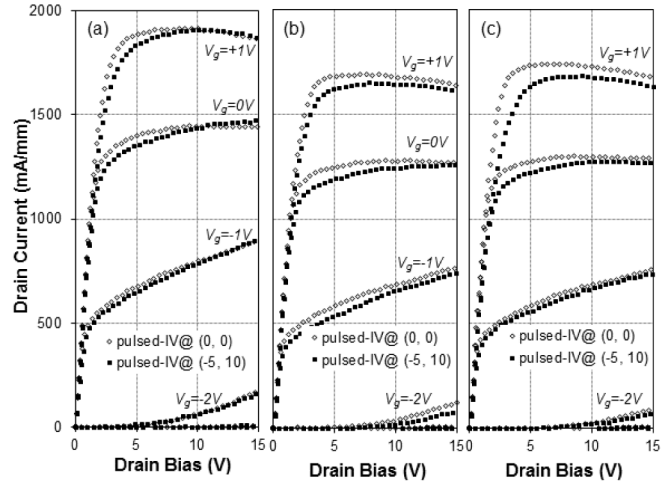 2000
1500
1000
500
0
Drain Current (mA/mm)
(a)
Vg=+1V
Vg=0V
Vg=-1V
pulsed-IV@ (0, 0)
pulsed-IV@ (-5, 10)
Vg=-2V
0 5 10 15
Drain Bias (V)
(b)
Vg=+1V
Vg=0V
Vg=-1V
pulsed-IV@ (0, 0)
pulsed-IV@ (-5, 10)
Vg=-2V
0 5 10 15
Drain Bias (V)
(c)
Vg=+1V
Vg=0V
Vg=-1V
pulsed-IV@ (0, 0)
pulsed-IV@ (-5, 10)
Vg=-2V
0 5 10 15
Drain Bias (V)